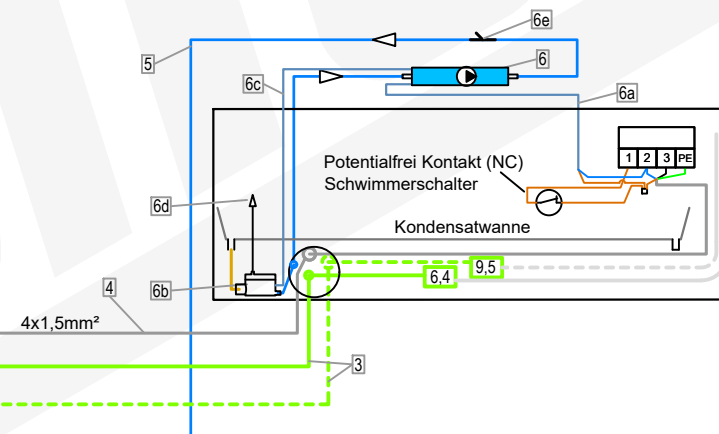 6e
5
6c
6
6a
1 2 3 PE
Potentialfrei Kontakt (NC)
Schwimmerschalter
6d
Kondensatwanne
6b
4
6,4
9,5
4x1,5mm²
3